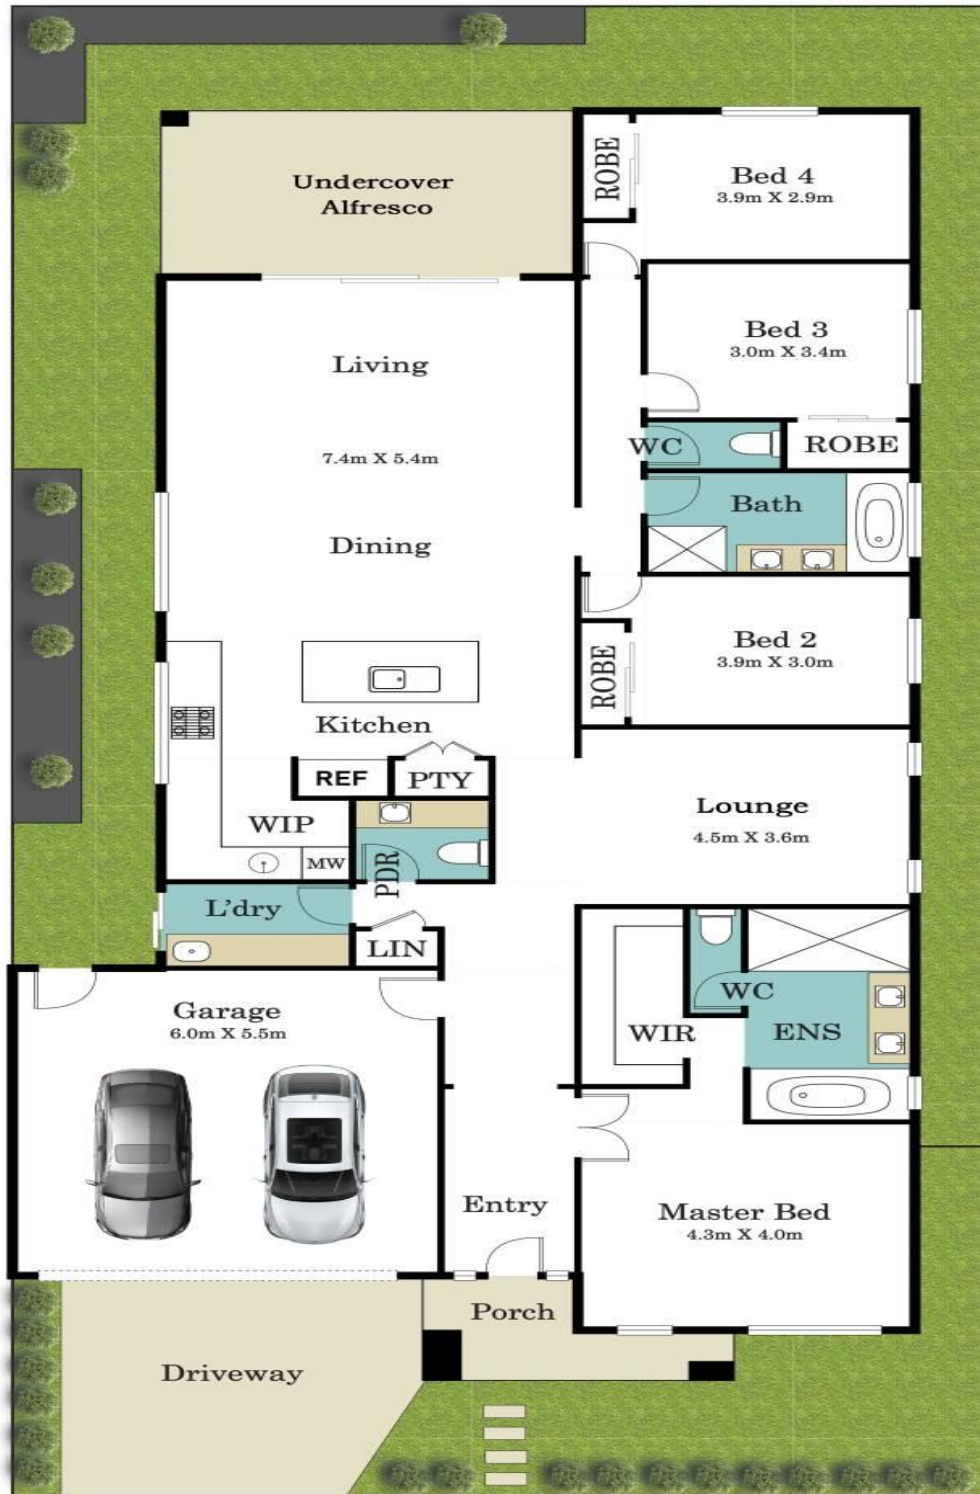 Undercover
Alfresco
ROBE
Bed 4
3.9m X 2.9m
Living
Bed 3
3.0m X 3.4m
7.4m X 5.4m
WC
ROBE
Bath
Dining
ROBE
Bed 2
3.9m X 3.0m
Kitchen
REF
PTY
Lounge
4.5m X 3.6m
WIP
MW
PDR
L'dry
LIN
WC
Garage
6.0m X 5.5m
WIR
ENS
Entry
Master Bed
4.3m X 4.0m
Porch
Driveway